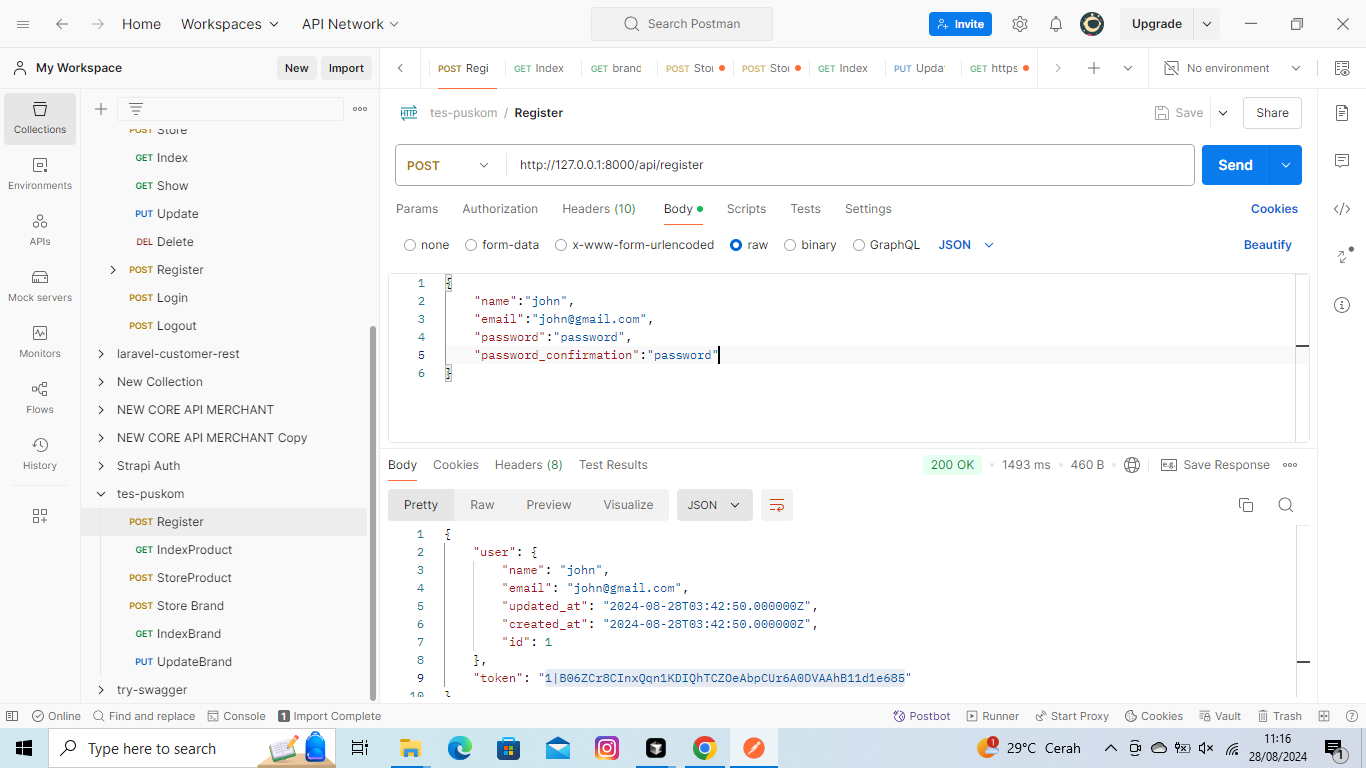 Home
Workspaces
API Network
Search Postman
Invite
Upgrade
My Workspace
New
Import
POST Regi
GET Index
GET brand
POST Stor
POST Stor
GET Index
PUT Upda
GET https
No environment
Collections
Environments
APIs
Mock servers
Monitors
Flows
History
POST Store
GET Index
GET Show
PUT Update
DEL Delete
POST Register
POST Login
POST Logout
laravel-customer-rest
New Collection
NEW CORE API MERCHANT
NEW CORE API MERCHANT Copy
Strapi Auth
tes-puskom
POST Register
GET IndexProduct
POST StoreProduct
POST Store Brand
GET IndexBrand
PUT UpdateBrand
try-swagger
HTTP tes-puskom / Register
Save
Share
POST http://127.0.0.1:8000/api/register
Send
Params Authorization Headers (10) Body Scripts Tests Settings Cookies
none form-data x-www-form-urlencoded raw binary GraphQL JSON Beautify
1 {
2 "name":"john",
3 "email":"john@gmail.com",
4 "password":"password",
5 "password_confirmation":"password"
6 }
Body Cookies Headers (8) Test Results 200 OK 1493 ms 460 B e.g. Save Response
Pretty Raw Preview Visualize JSON
1 {
2 "user": {
3 "name": "john",
4 "email": "john@gmail.com",
5 "updated_at": "2024-08-28T03:42:50.000000Z",
6 "created_at": "2024-08-28T03:42:50.000000Z",
7 "id": 1
8 },
9 "token": "1|B06ZCr8CInxQqn1KDIQhTCZOeAbpCUr6A0DVAAhB11d1e685"
10 }
Online Find and replace Console 1 Import Complete Postbot Runner Start Proxy Cookies Vault Trash
Type here to search
1
29°C Cerah
11:16
28/08/2024
1